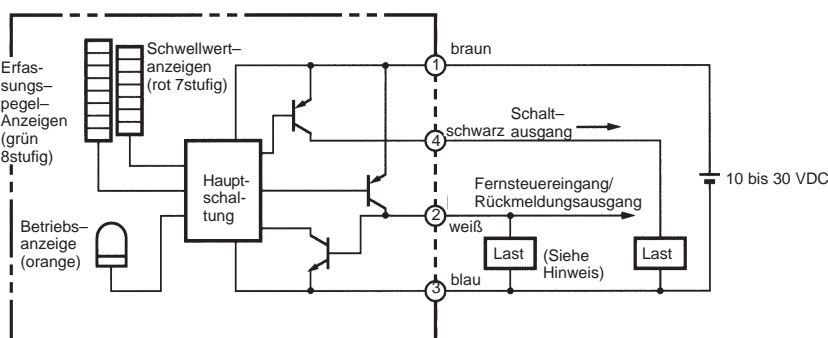 Erfas-
sungs–
pegel–
Anzeigen
(grün
8stufig)
Schwellwert–
anzeigen
(rot 7stufig)
Betriebs–
anzeige
(orange)
Haupt-
schal-
tung
braun
1
4
schwarz
Schalt–
ausgang
2
weiß
Fernsteuereingang/
Rückmeldungsausgang
Last
(Siehe
Hinweis)
Last
3
blau
10 bis 30 VDC